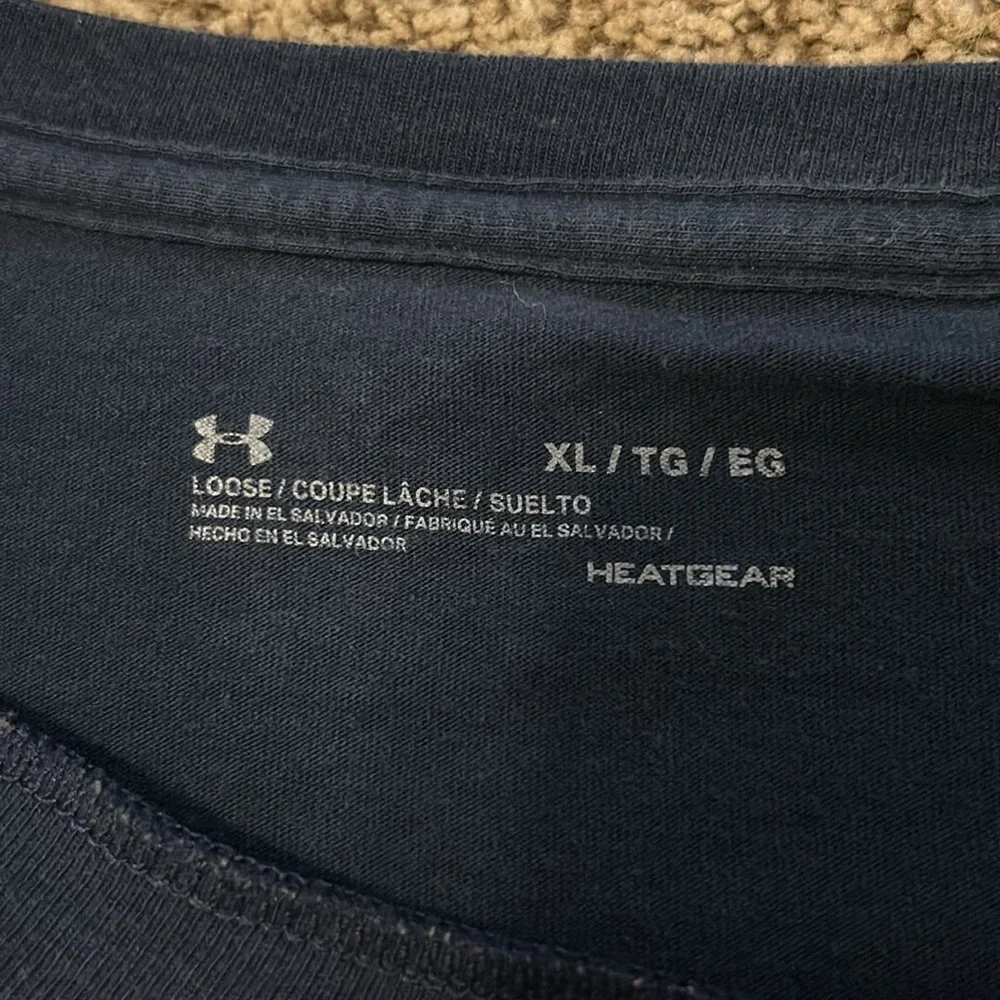 XL / TG / EG
LOOSE / COUPE LÂCHE / SUELTO
MADE IN EL SALVADOR / FABRIQUÉ AU EL SALVADOR /
HECHO EN EL SALVADOR
HEATGEAR